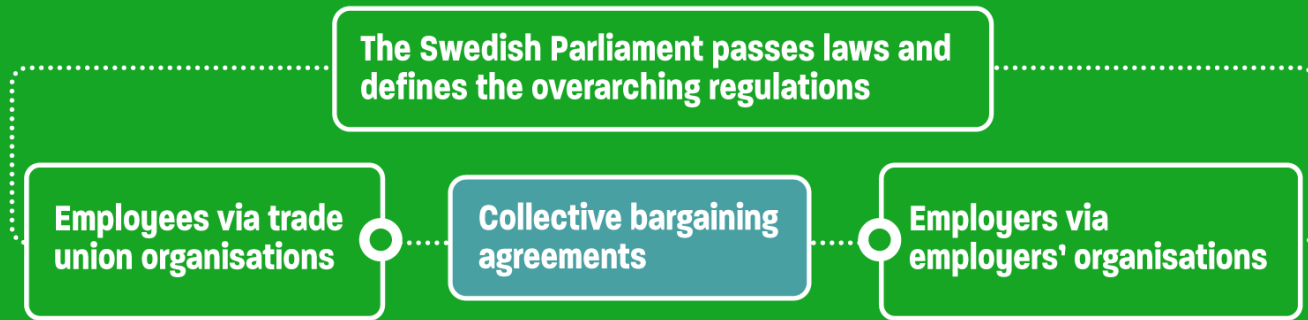 The Swedish Parliament passes laws and
defines the overarching regulations
Employees via trade
union organisations
Collective bargaining
agreements
Employers via
employers' organisations